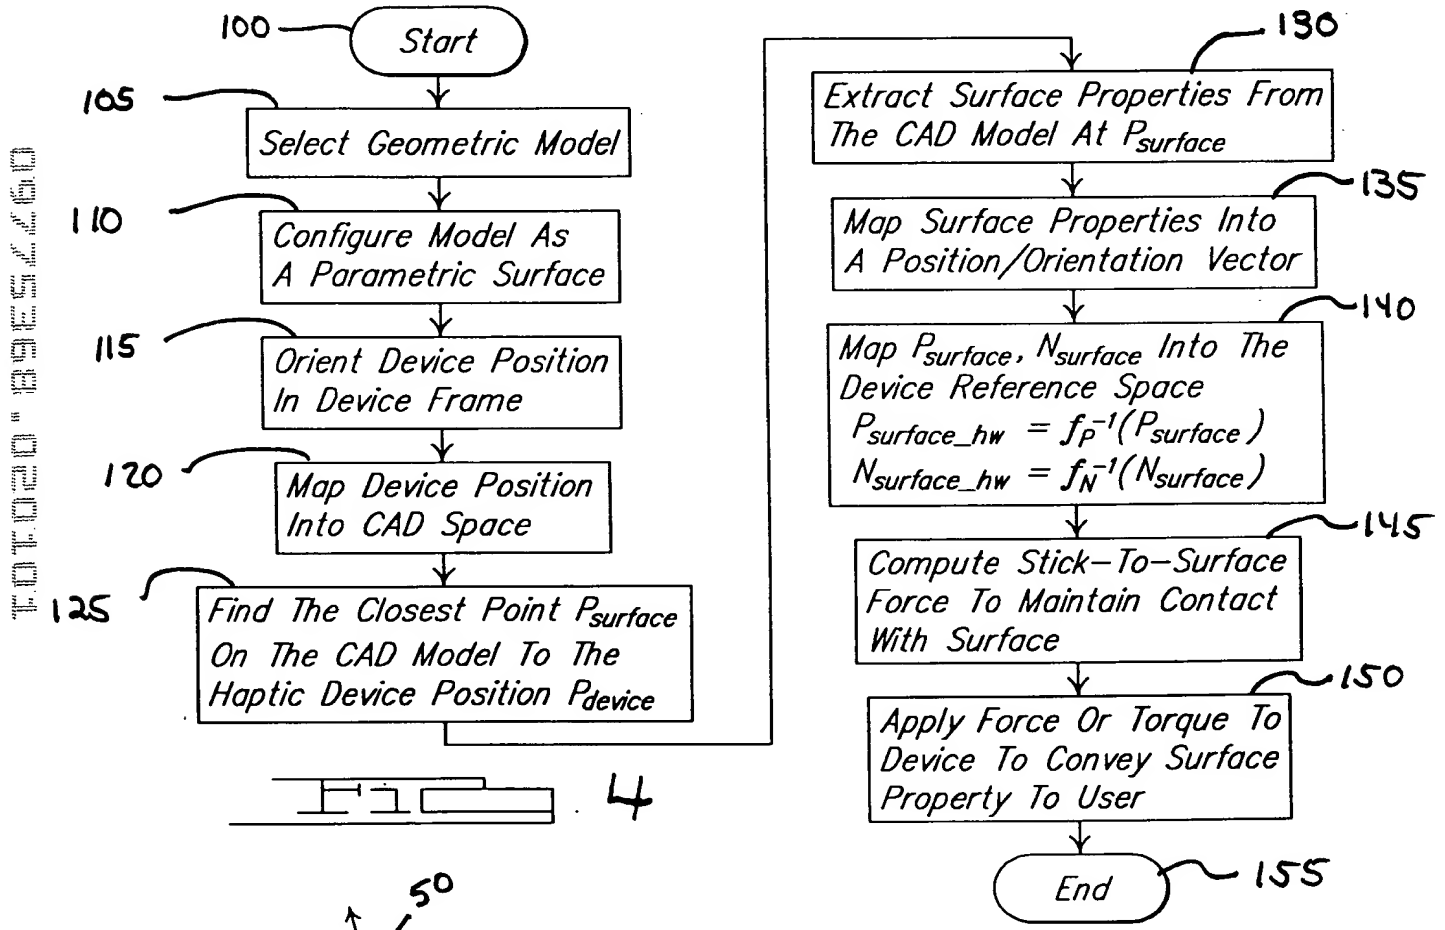 100
Start
105
Select Geometric Model
110
Configure Model As
A Parametric Surface
115
Orient Device Position
In Device Frame
120
Map Device Position
Into CAD Space
125
Find The Closest Point Psurface
On The CAD Model To The
Haptic Device Position Pdevice
130
Extract Surface Properties From
The CAD Model At Psurface
135
Map Surface Properties Into
A Position/Orientation Vector
140
Map Psurface, Nsurface Into The
Device Reference Space
Psurface_hw = fP⁻¹(Psurface)
Nsurface_hw = fN⁻¹(Nsurface)
145
Compute Stick-To-Surface
Force To Maintain Contact
With Surface
150
Apply Force Or Torque To
Device To Convey Surface
Property To User
155
End
4
50